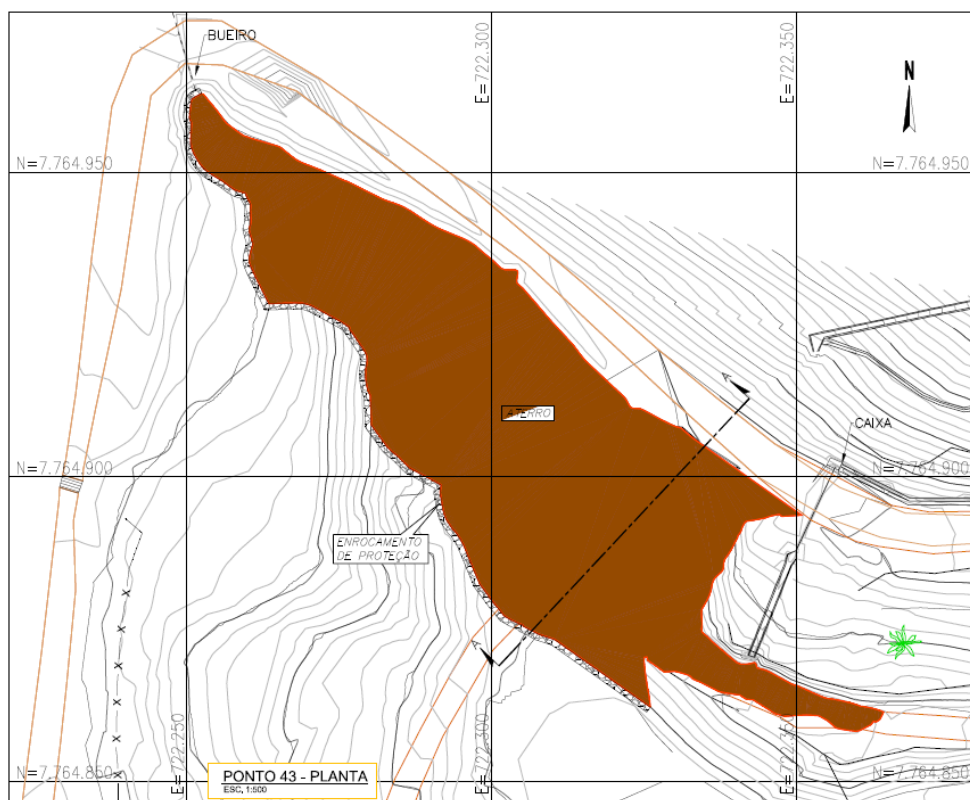 BUEIRO
E=722.300
E=722.350
N
N=7.764.950
N=7.764.950
A
ATERRO
CAIXA
N=7.764.900
N=7.764.900
ENROCAMENTO
DE PROTEÇÃO
A
E=722.250
E=722.300
E=722.350
N=7.764.850
N=7.764.850
PONTO 43 - PLANTA
ESC, 1:500